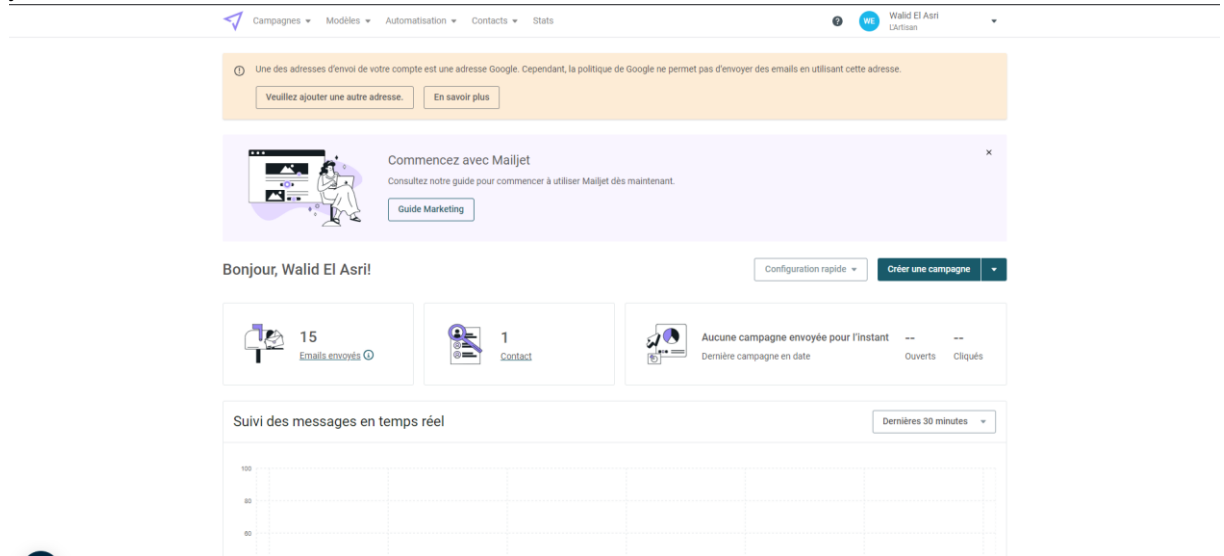 Campagnes Modèles Automatisation Contacts Stats
? WE Walid El Asri
L'Artisan
Une des adresses d'envoi de votre compte est une adresse Google. Cependant, la politique de Google ne permet pas d'envoyer des emails en utilisant cette adresse.
Veuillez ajouter une autre adresse. En savoir plus
Commencez avec Mailjet
Consultez notre guide pour commencer à utiliser Mailjet dès maintenant.
Guide Marketing
Bonjour, Walid El Asri!
Configuration rapide Créer une campagne
15
Emails envoyés
1
Contact
Aucune campagne envoyée pour l'instant -- --
Dernière campagne en date Ouverts Cliqués
Suivi des messages en temps réel
Dernières 30 minutes
100
80
60